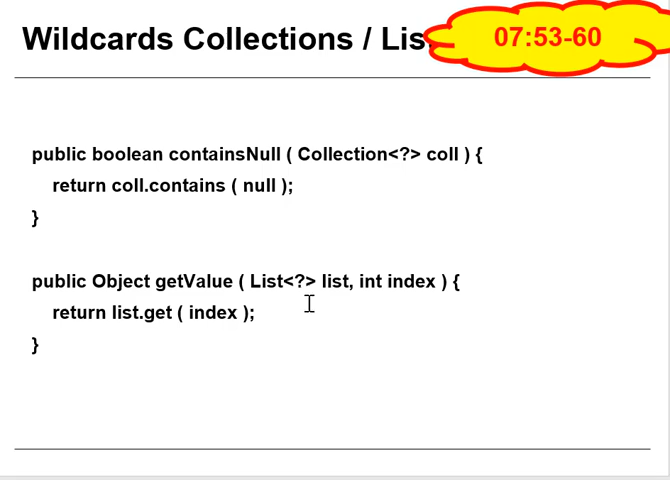 Wildcards Collections / Lis
07:53-60
public boolean containsNull ( Collection<?> coll ) {
return coll.contains ( null );
}
public Object getValue ( List<?> list, int index ) {
return list.get ( index );
}